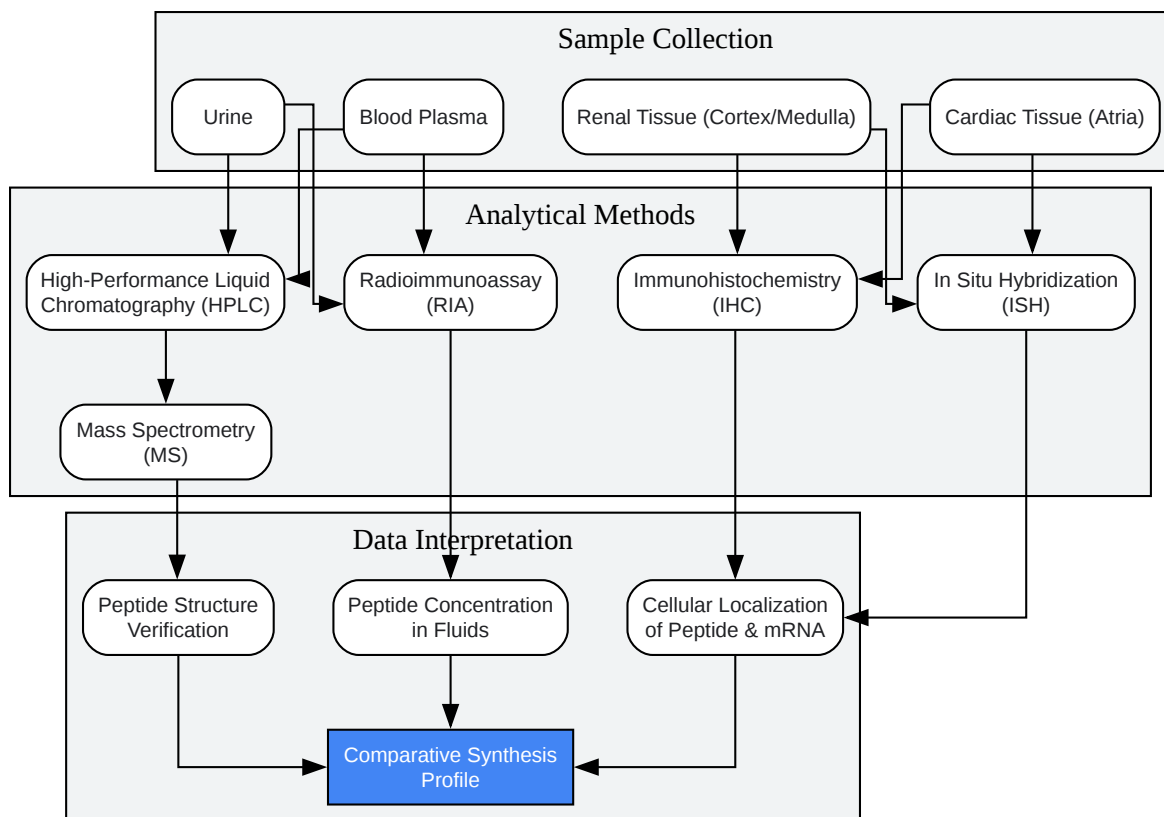 Sample Collection
Urine
Blood Plasma
Renal Tissue (Cortex/Medulla)
Cardiac Tissue (Atria)
Analytical Methods
High-Performance Liquid
Chromatography (HPLC)
Radioimmunoassay
(RIA)
Immunohistochemistry
(IHC)
In Situ Hybridization
(ISH)
Mass Spectrometry
(MS)
Data Interpretation
Peptide Structure
Verification
Peptide Concentration
in Fluids
Cellular Localization
of Peptide & mRNA
Comparative Synthesis
Profile